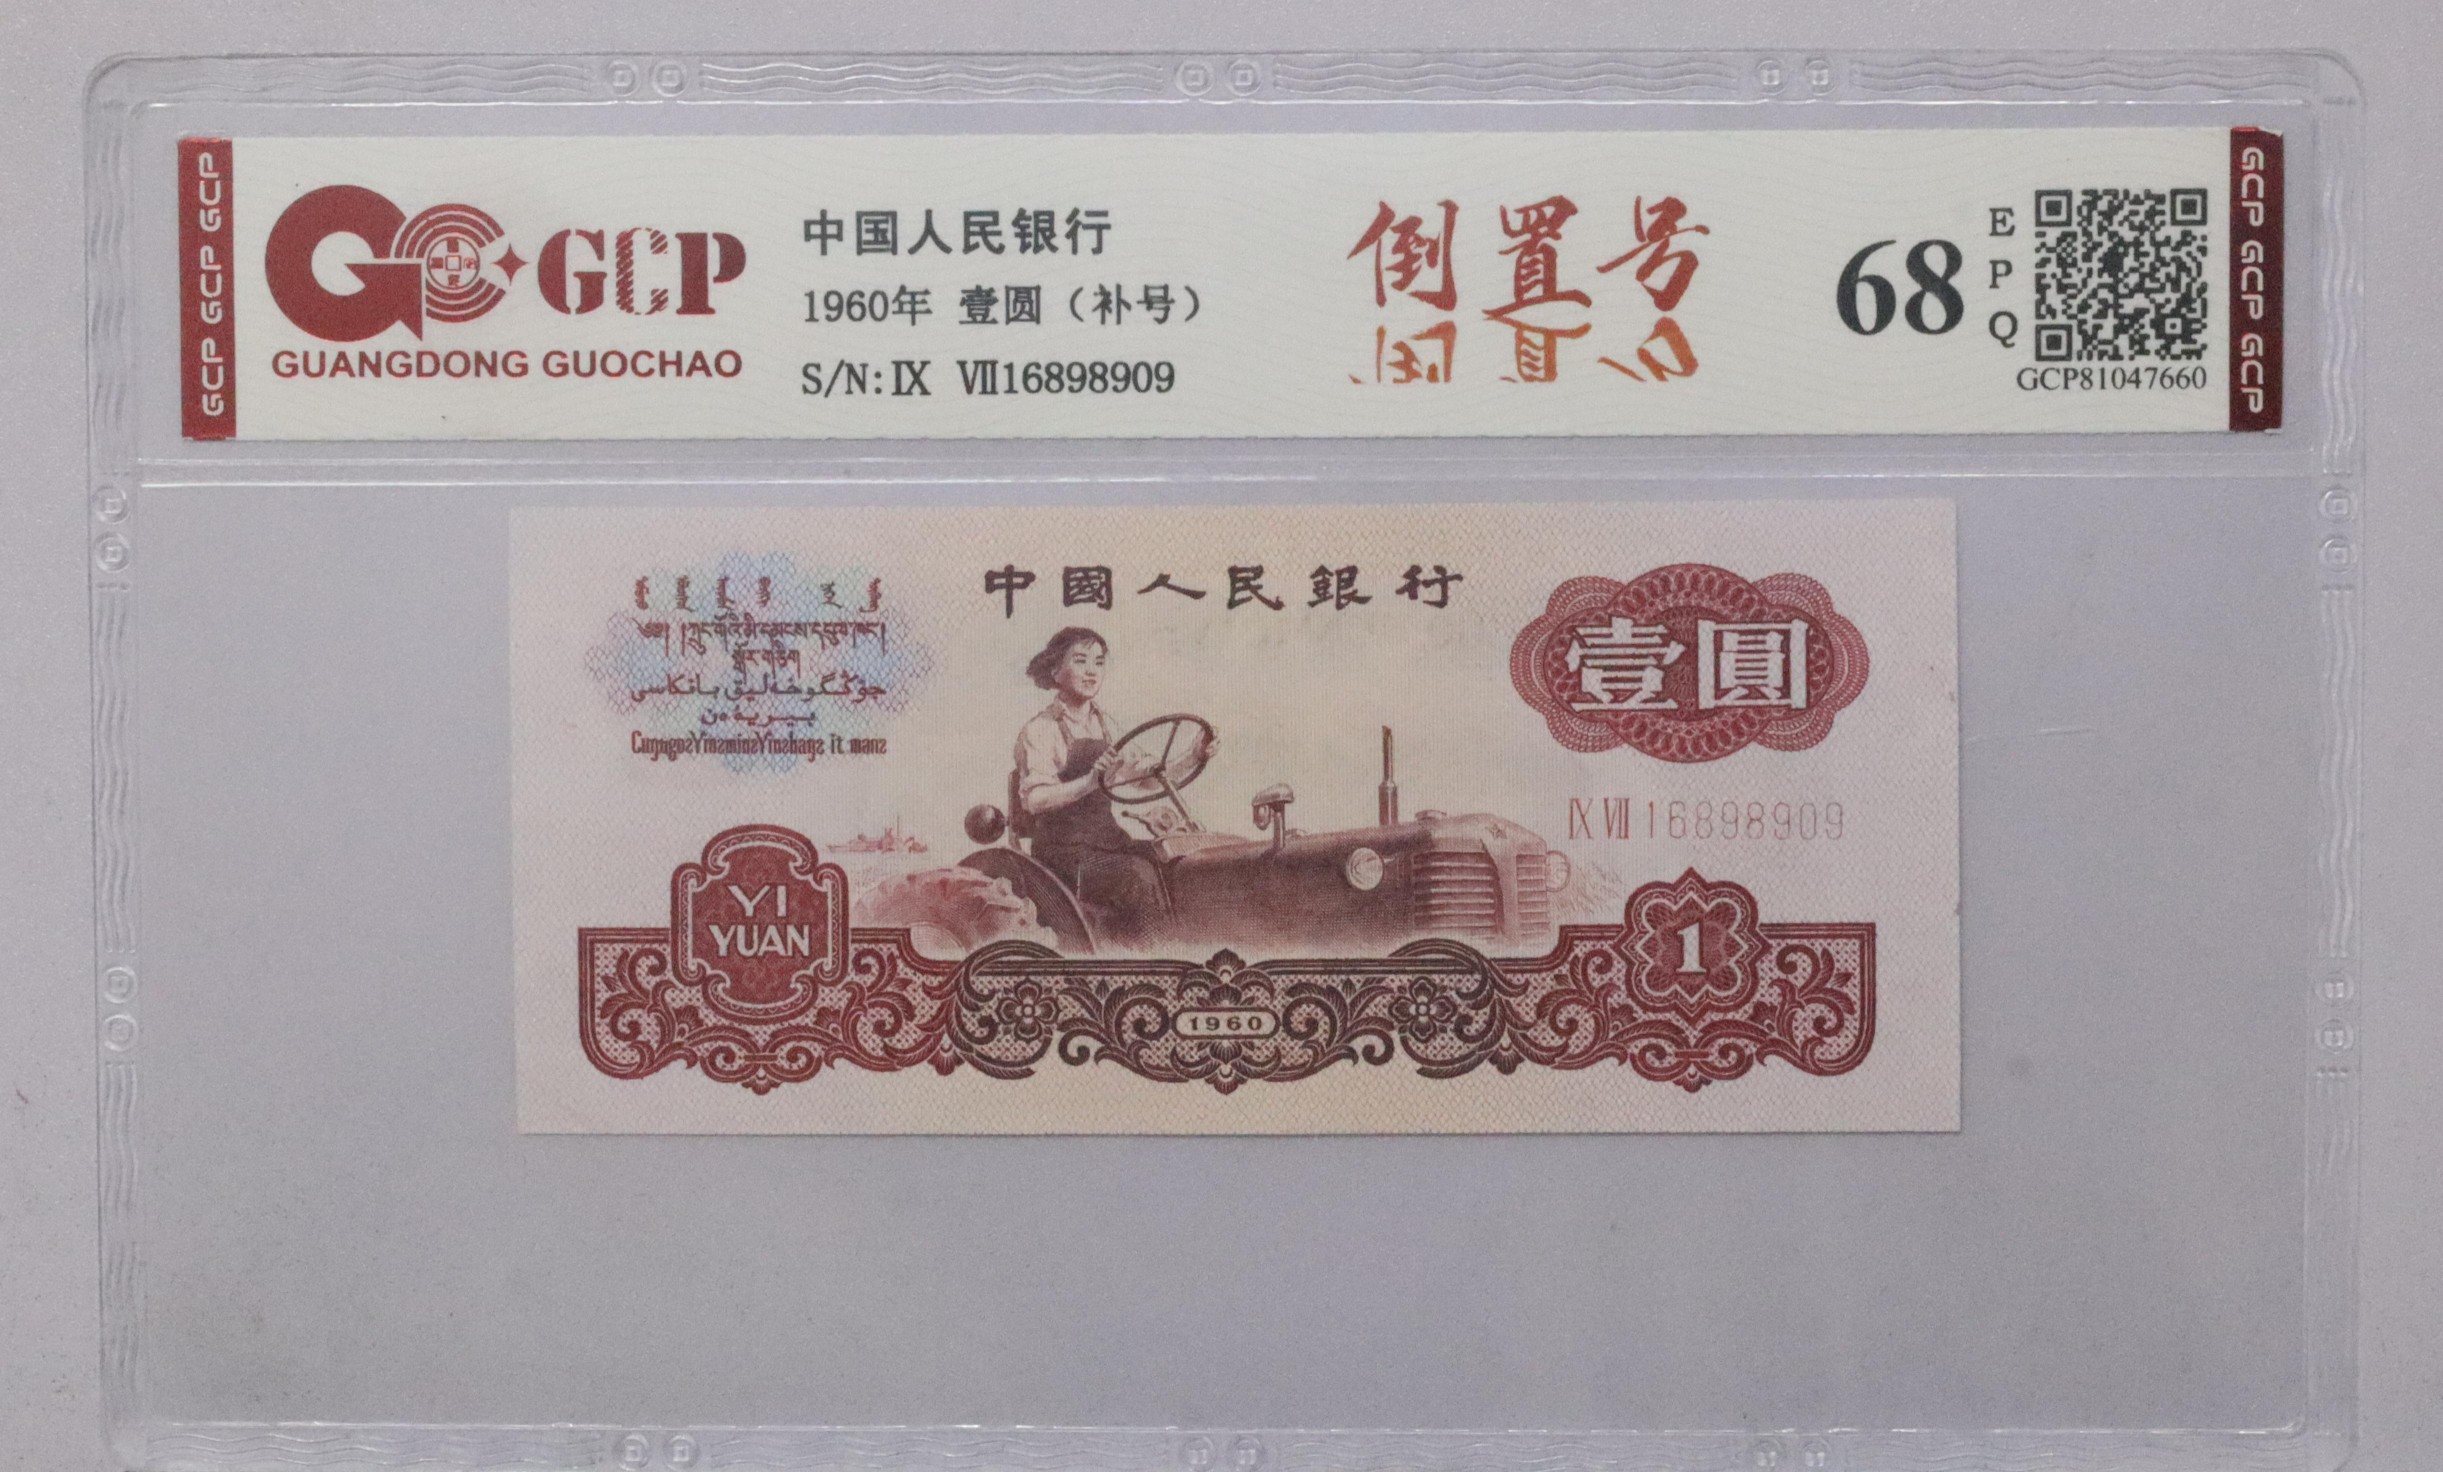 GCP GCP GCP
GCP
GUANGDONG GUOCHAO
中国人民银行
1960年 壹圆（补号）
S/N: IX VII16898909
倒置号
68
EPQ
GCP81047660
GCP GCP GCP
中國人民銀行
壹圓
IX VII 16898909
YI
YUAN
1960
1